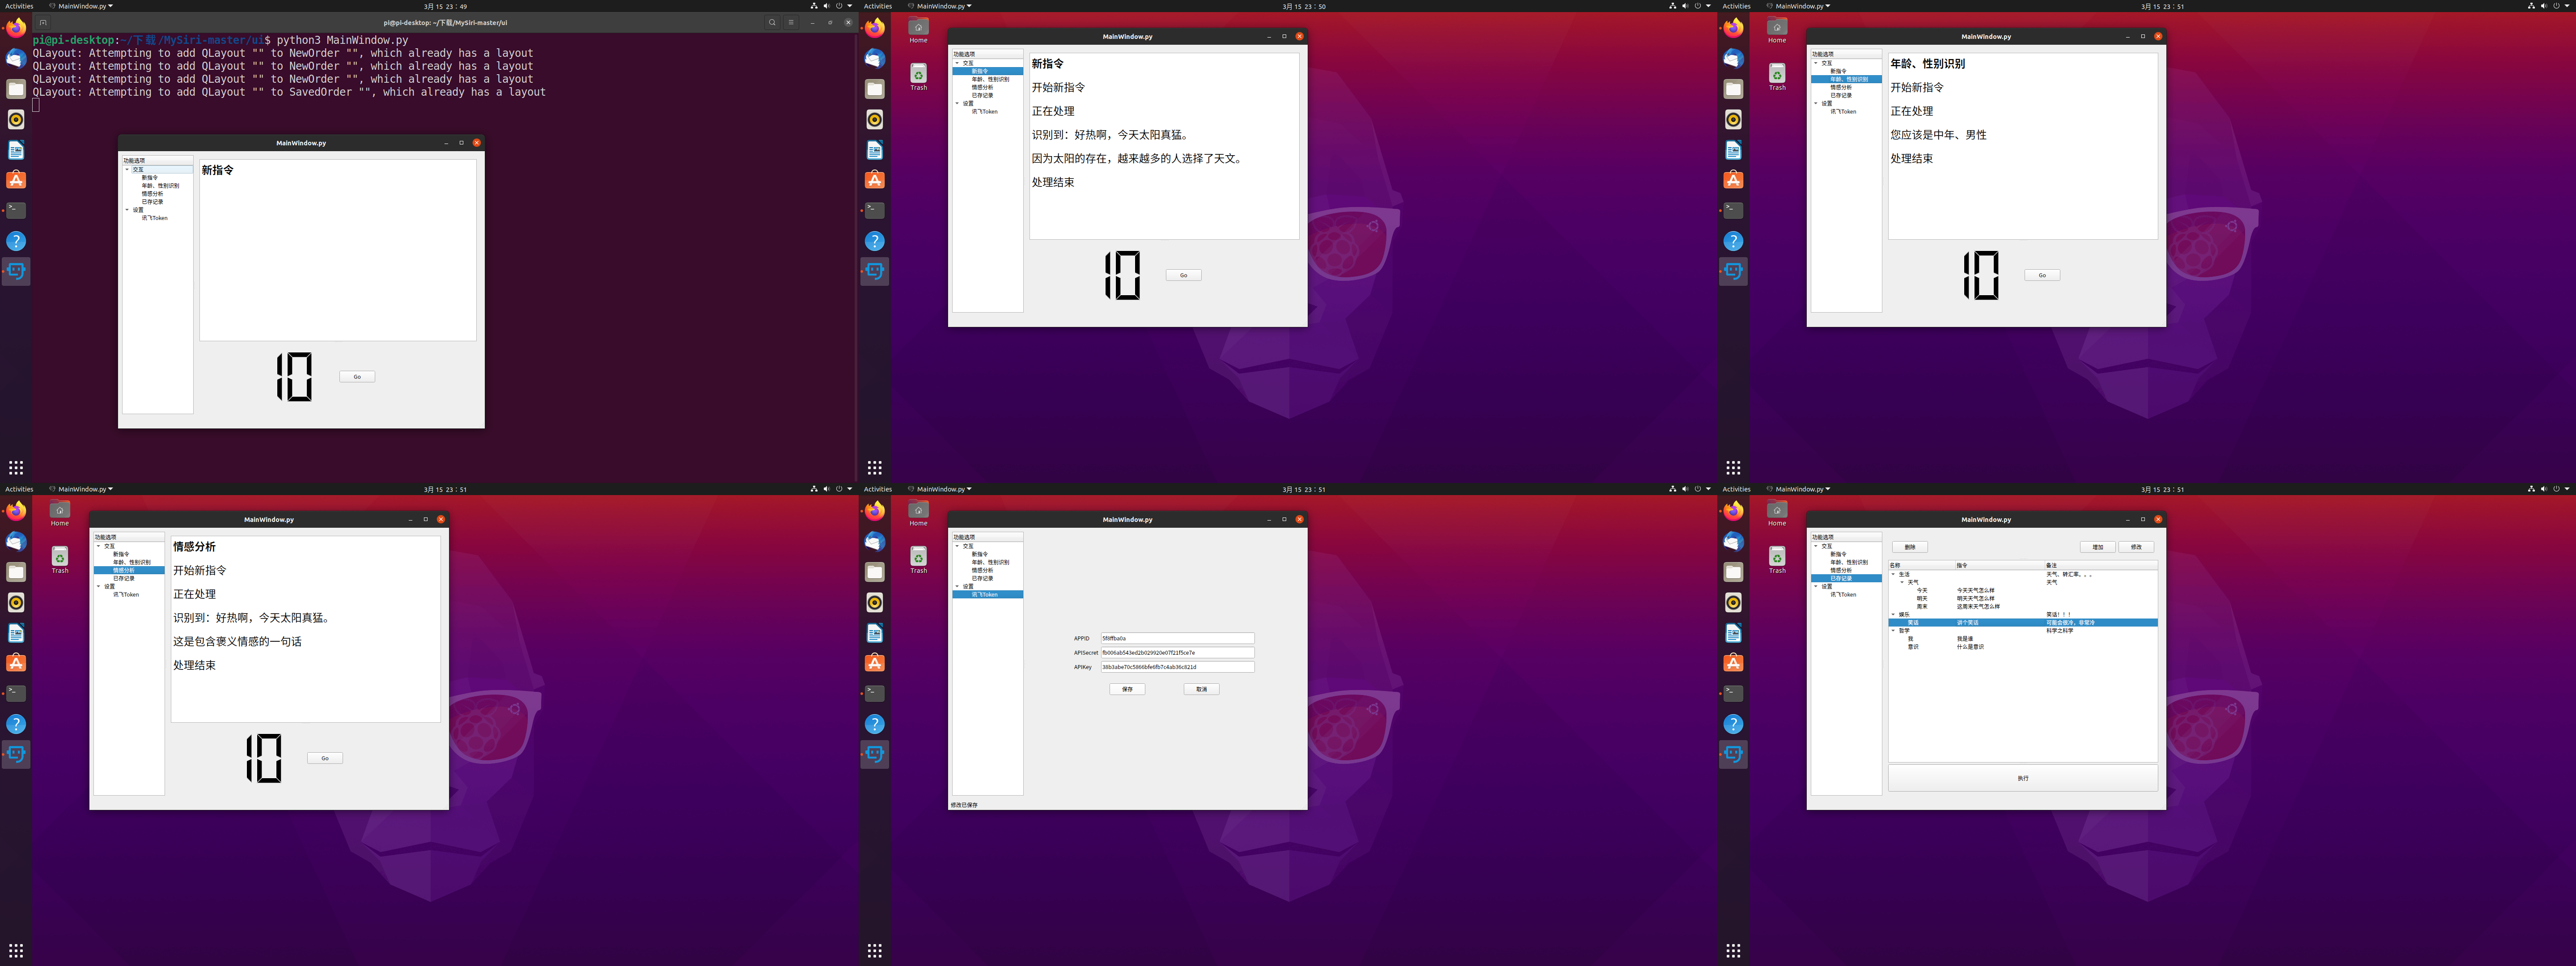 Activities
MainWindow.py
3月 15 23：49
pi@pi-desktop: ~/下载/MySiri-master/ui
pi@pi-desktop:~/下载/MySiri-master/ui$ python3 MainWindow.py
QLayout: Attempting to add QLayout "" to NewOrder "", which already has a layout
QLayout: Attempting to add QLayout "" to NewOrder "", which already has a layout
QLayout: Attempting to add QLayout "" to NewOrder "", which already has a layout
QLayout: Attempting to add QLayout "" to SavedOrder "", which already has a layout
MainWindow.py
功能选项
交互
新指令
年龄、性别识别
情感分析
已存记录
设置
讯飞Token
新指令
10
Go
Activities
MainWindow.py
3月 15 23：50
Home
Trash
MainWindow.py
功能选项
交互
新指令
年龄、性别识别
情感分析
已存记录
设置
讯飞Token
新指令
开始新指令
正在处理
识别到：好热啊，今天太阳真猛。
因为太阳的存在，越来越多的人选择了天文。
处理结束
10
Go
Activities
MainWindow.py
3月 15 23：51
Home
Trash
MainWindow.py
功能选项
交互
新指令
年龄、性别识别
情感分析
已存记录
设置
讯飞Token
年龄、性别识别
开始新指令
正在处理
您应该是中年、男性
处理结束
10
Go
Activities
MainWindow.py
3月 15 23：51
Home
Trash
MainWindow.py
功能选项
交互
新指令
年龄、性别识别
情感分析
已存记录
设置
讯飞Token
情感分析
开始新指令
正在处理
识别到：好热啊，今天太阳真猛。
这是包含褒义情感的一句话
处理结束
10
Go
Activities
MainWindow.py
3月 15 23：51
Home
Trash
MainWindow.py
功能选项
交互
新指令
年龄、性别识别
情感分析
已存记录
设置
讯飞Token
APPID 5f8ffba0a
APISecret fb006ab543ed2b029920e07f21f5ce7e
APIKey 38b3abe70c5866bfe6fb7c4ab36c821d
保存 取消
修改已保存
Activities
MainWindow.py
3月 15 23：51
Home
Trash
MainWindow.py
功能选项
交互
新指令
年龄、性别识别
情感分析
已存记录
设置
讯飞Token
删除 增加 修改
名称 指令 备注
生活 天气、转汇率。。。
天气 天气
今天 今天天气怎么样
明天 明天天气怎么样
周末 这周末天气怎么样
娱乐 笑话！！！
笑话 讲个笑话 可能会很冷，非常冷
哲学 科学之科学
我 我是谁
意识 什么是意识
执行